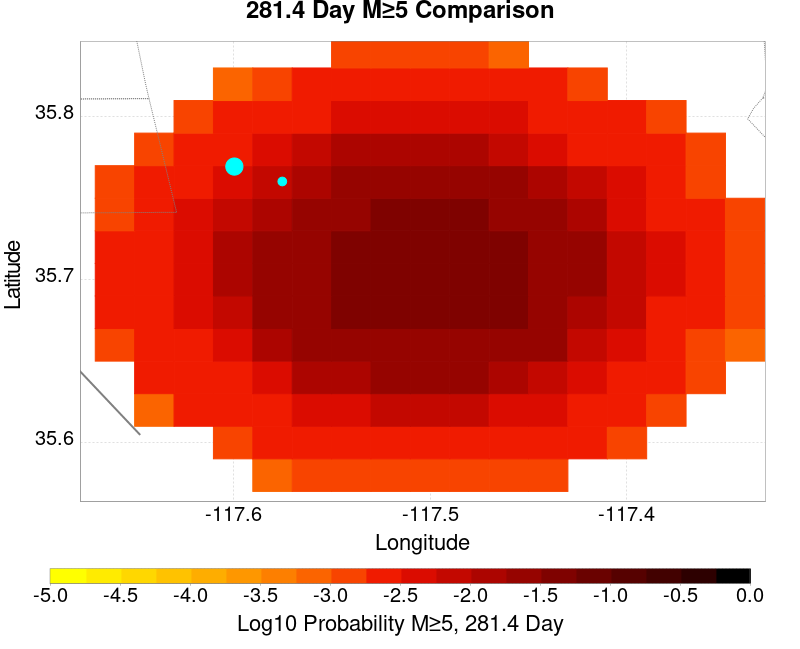 281.4 Day M≥5 Comparison
35.8
35.7
35.6
Latitude
-117.6 -117.5 -117.4
Longitude
-5.0 -4.5 -4.0 -3.5 -3.0 -2.5 -2.0 -1.5 -1.0 -0.5 0.0
Log10 Probability M≥5, 281.4 Day